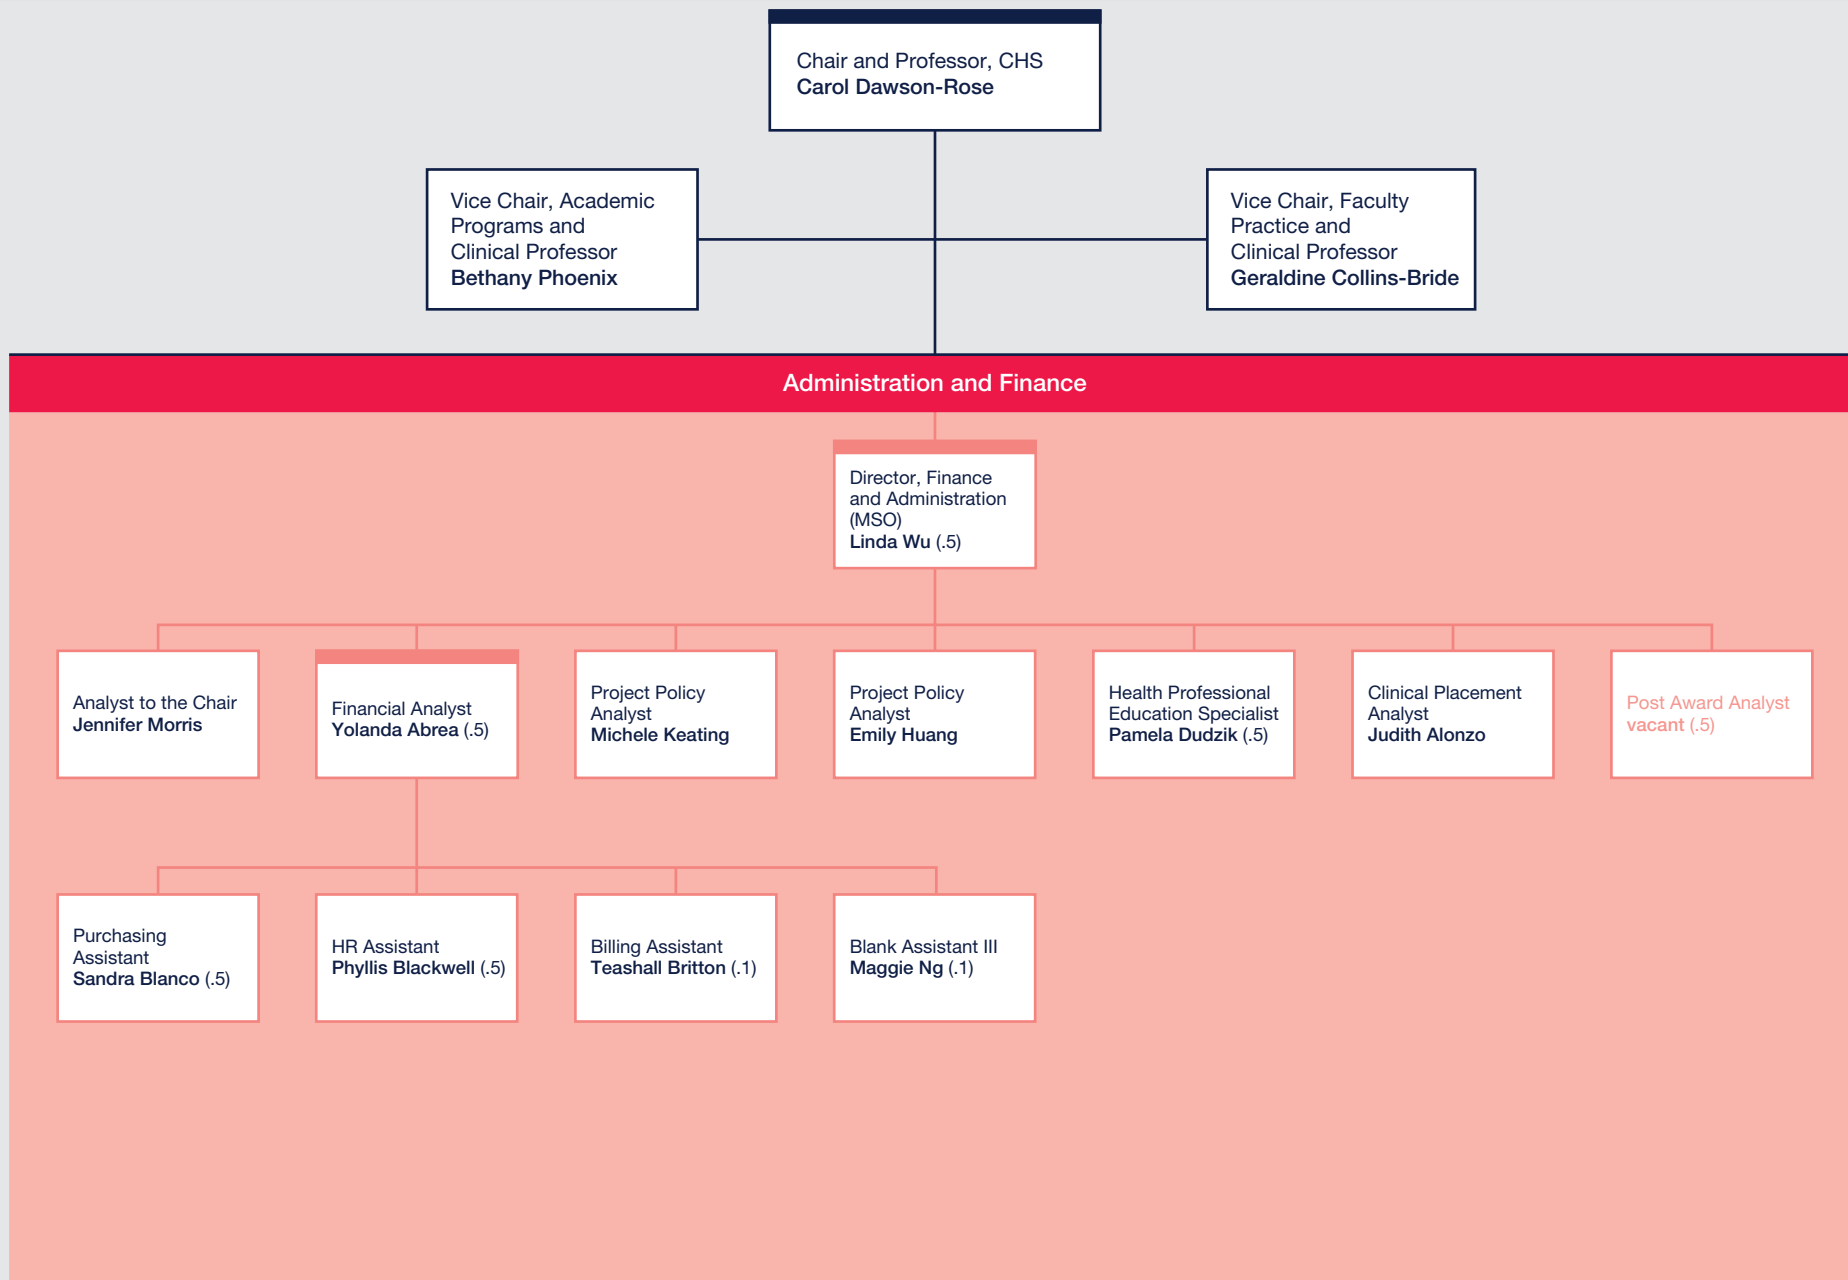 Chair and Professor, CHS
Carol Dawson-Rose
Vice Chair, Academic
Programs and
Clinical Professor
Bethany Phoenix
Vice Chair, Faculty
Practice and
Clinical Professor
Geraldine Collins-Bride
Administration and Finance
Director, Finance
and Administration
(MSO)
Linda Wu (.5)
Analyst to the Chair
Jennifer Morris
Financial Analyst
Yolanda Abrea (.5)
Project Policy
Analyst
Michele Keating
Project Policy
Analyst
Emily Huang
Health Professional
Education Specialist
Pamela Dudzik (.5)
Clinical Placement
Analyst
Judith Alonzo
Post Award Analyst
vacant (.5)
Purchasing
Assistant
Sandra Blanco (.5)
HR Assistant
Phyllis Blackwell (.5)
Billing Assistant
Teashall Britton (.1)
Blank Assistant III
Maggie Ng (.1)